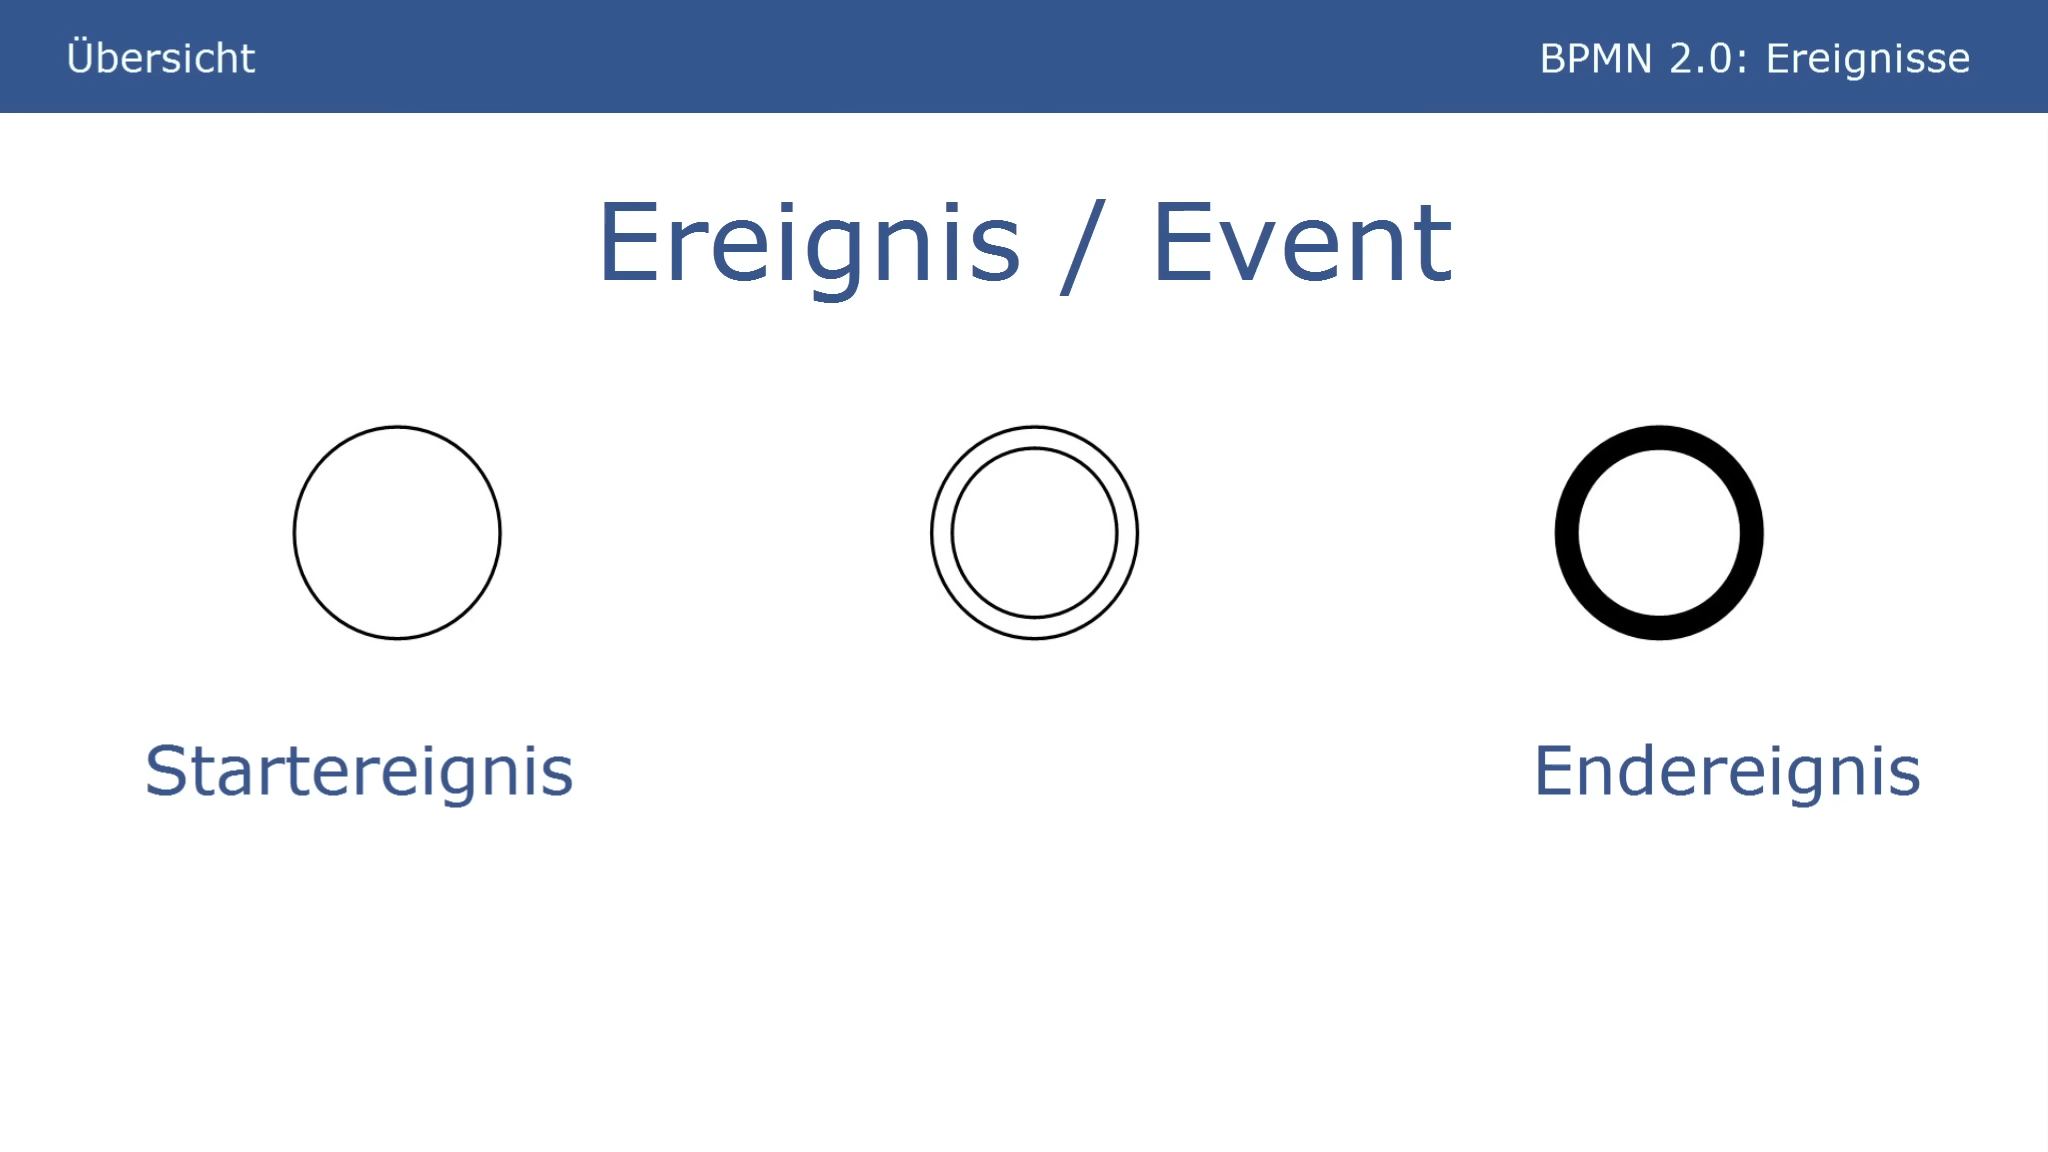 Übersicht
BPMN 2.0: Ereignisse
Ereignis / Event
Startereignis
Endereignis